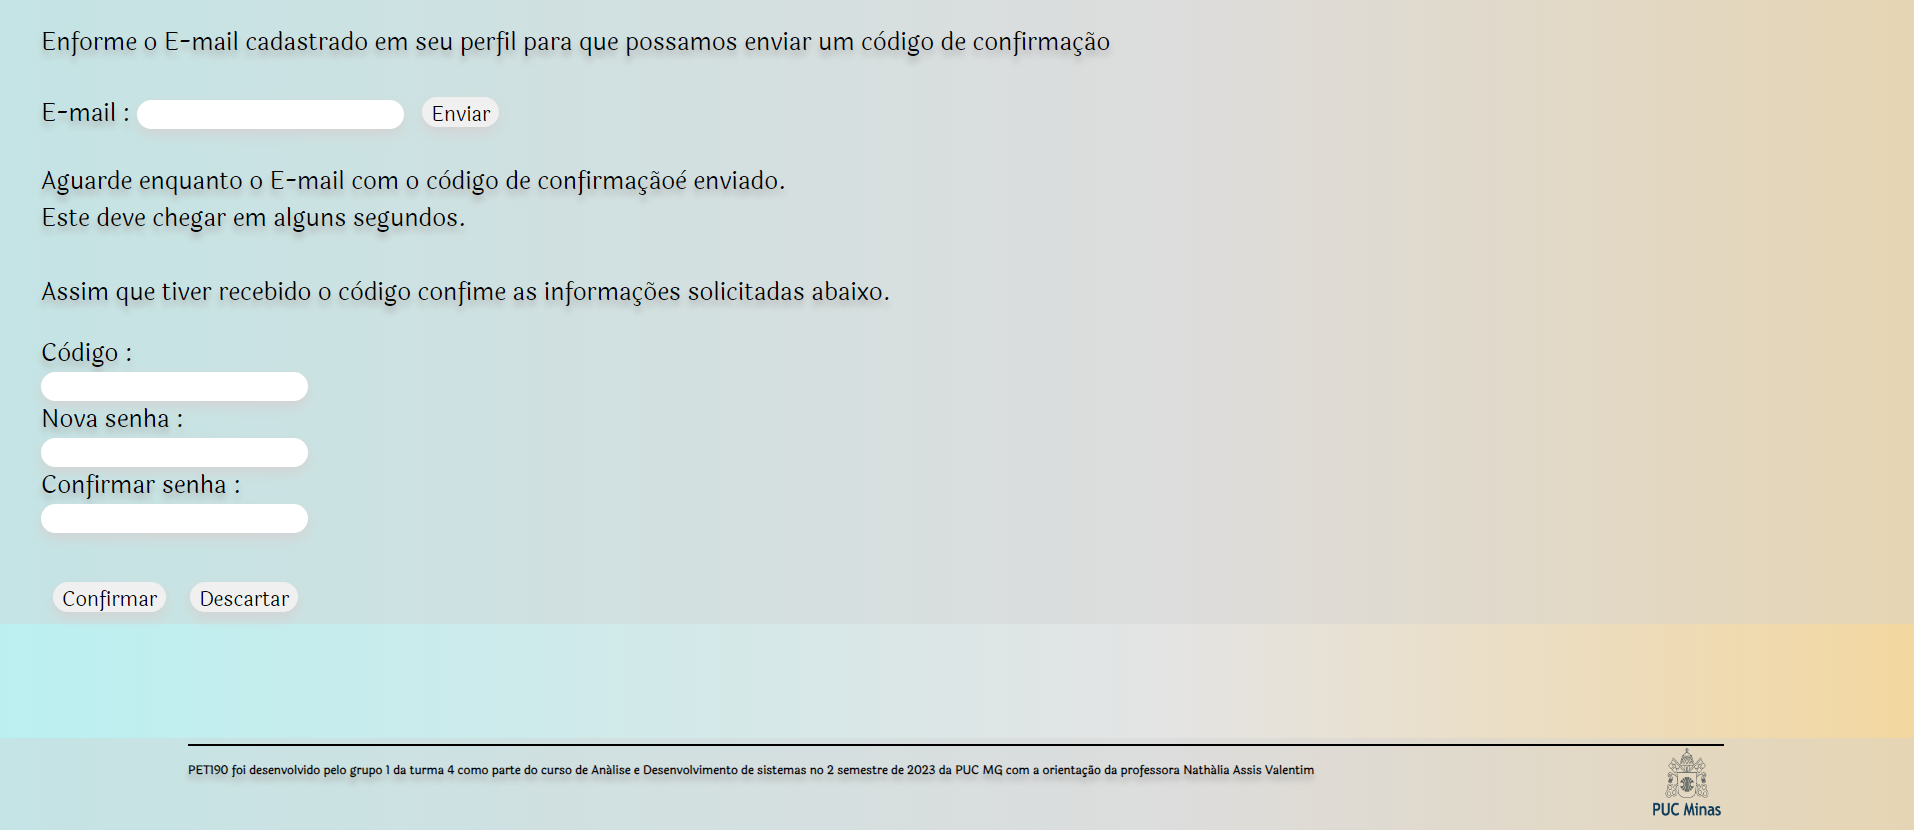 Enforme o E-mail cadastrado em seu perfil para que possamos enviar um código de confirmação
E-mail : Enviar
Aguarde enquanto o E-mail com o código de confirmaçãoé enviado.
Este deve chegar em alguns segundos.
Assim que tiver recebido o código confime as informações solicitadas abaixo.
Código :
Nova senha :
Confirmar senha :
Confirmar Descartar
PET190 foi desenvolvido pelo grupo 1 da turma 4 como parte do curso de Anàlise e Desenvolvimento de sistemas no 2 semestre de 2023 da PUC MG com a orientação da professora Nathàlia Assis Valentim
PUC Minas